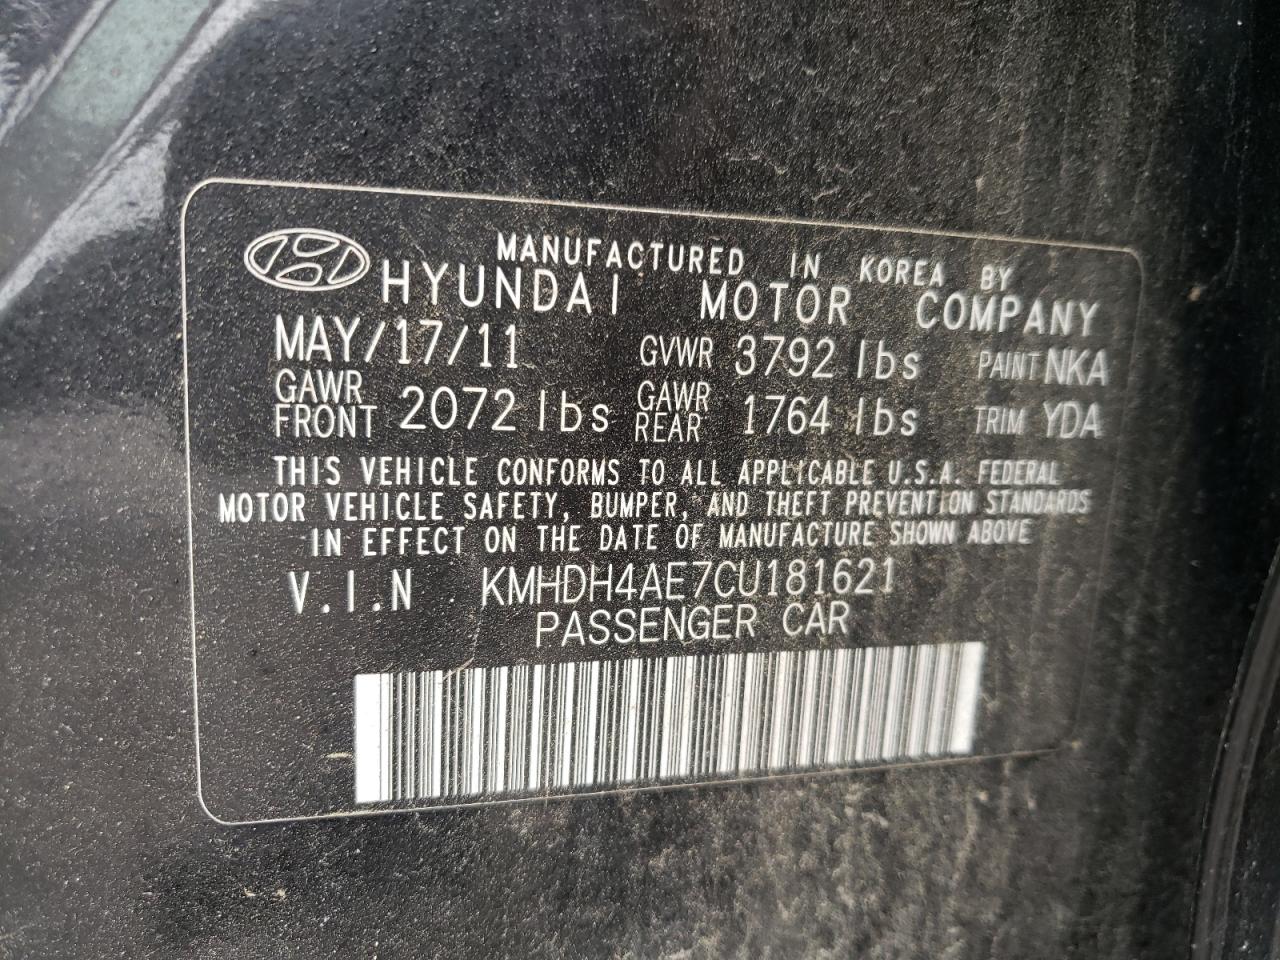 MANUFACTURED IN KOREA BY
HYUNDAI MOTOR COMPANY
MAY/17/11 GVWR 3792 lbs PAINT NKA
GAWR FRONT 2072 lbs GAWR REAR 1764 lbs TRIM YDA
THIS VEHICLE CONFORMS TO ALL APPLICABLE U.S.A. FEDERAL
MOTOR VEHICLE SAFETY, BUMPER, AND THEFT PREVENTION STANDARDS
IN EFFECT ON THE DATE OF MANUFACTURE SHOWN ABOVE
V.I.N KMHDH4AE7CU181621
PASSENGER CAR